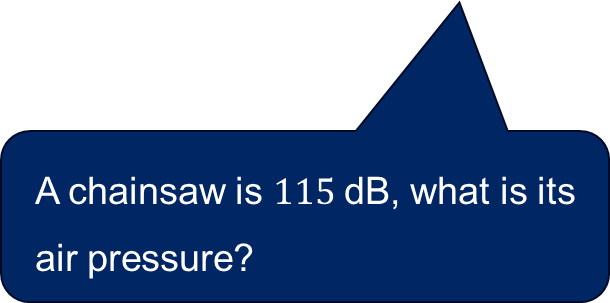 A chainsaw is 115 dB, what is its
air pressure?